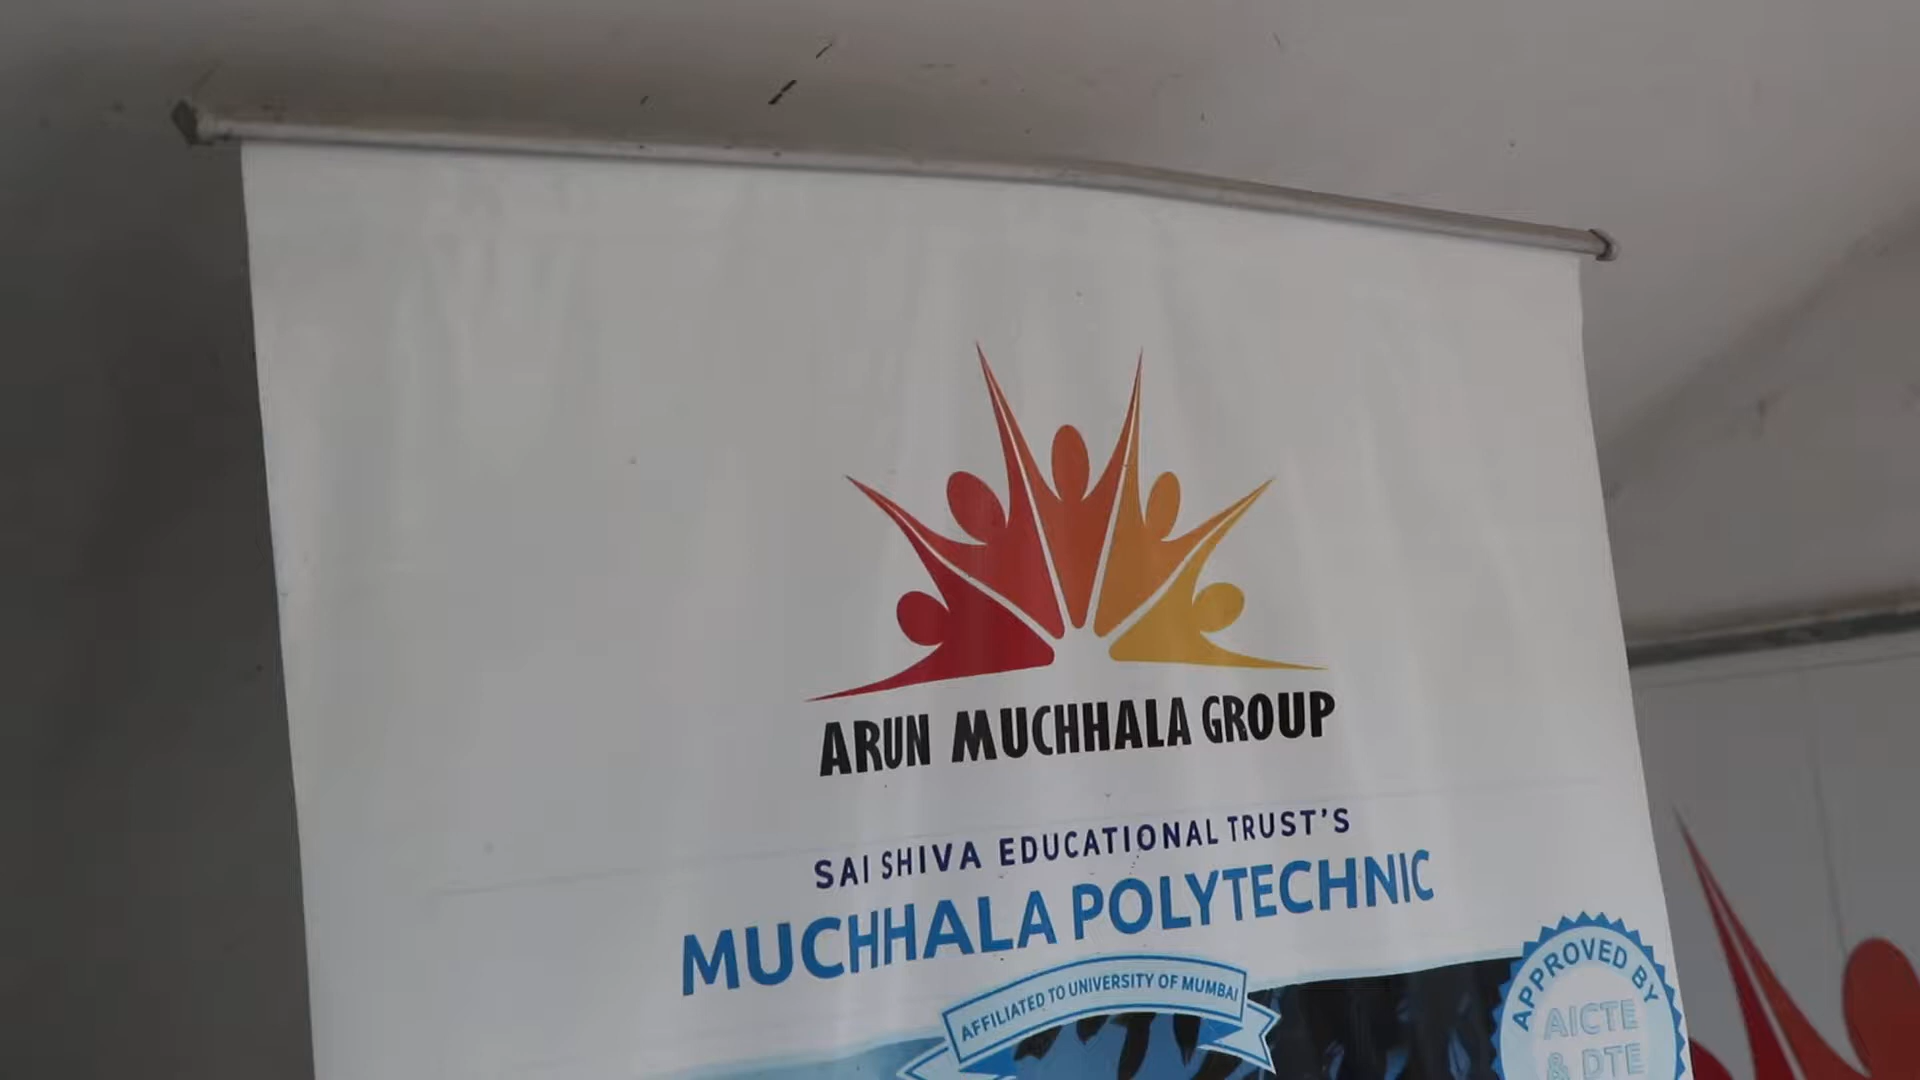 ARUN MUCHHALA GROUP
SAI SHIVA EDUCATIONAL TRUST'S
MUCHHALA POLYTECHNIC
AFFILIATED TO UNIVERSITY OF MUMBAI
APPROVED BY
AICTE
& DTE